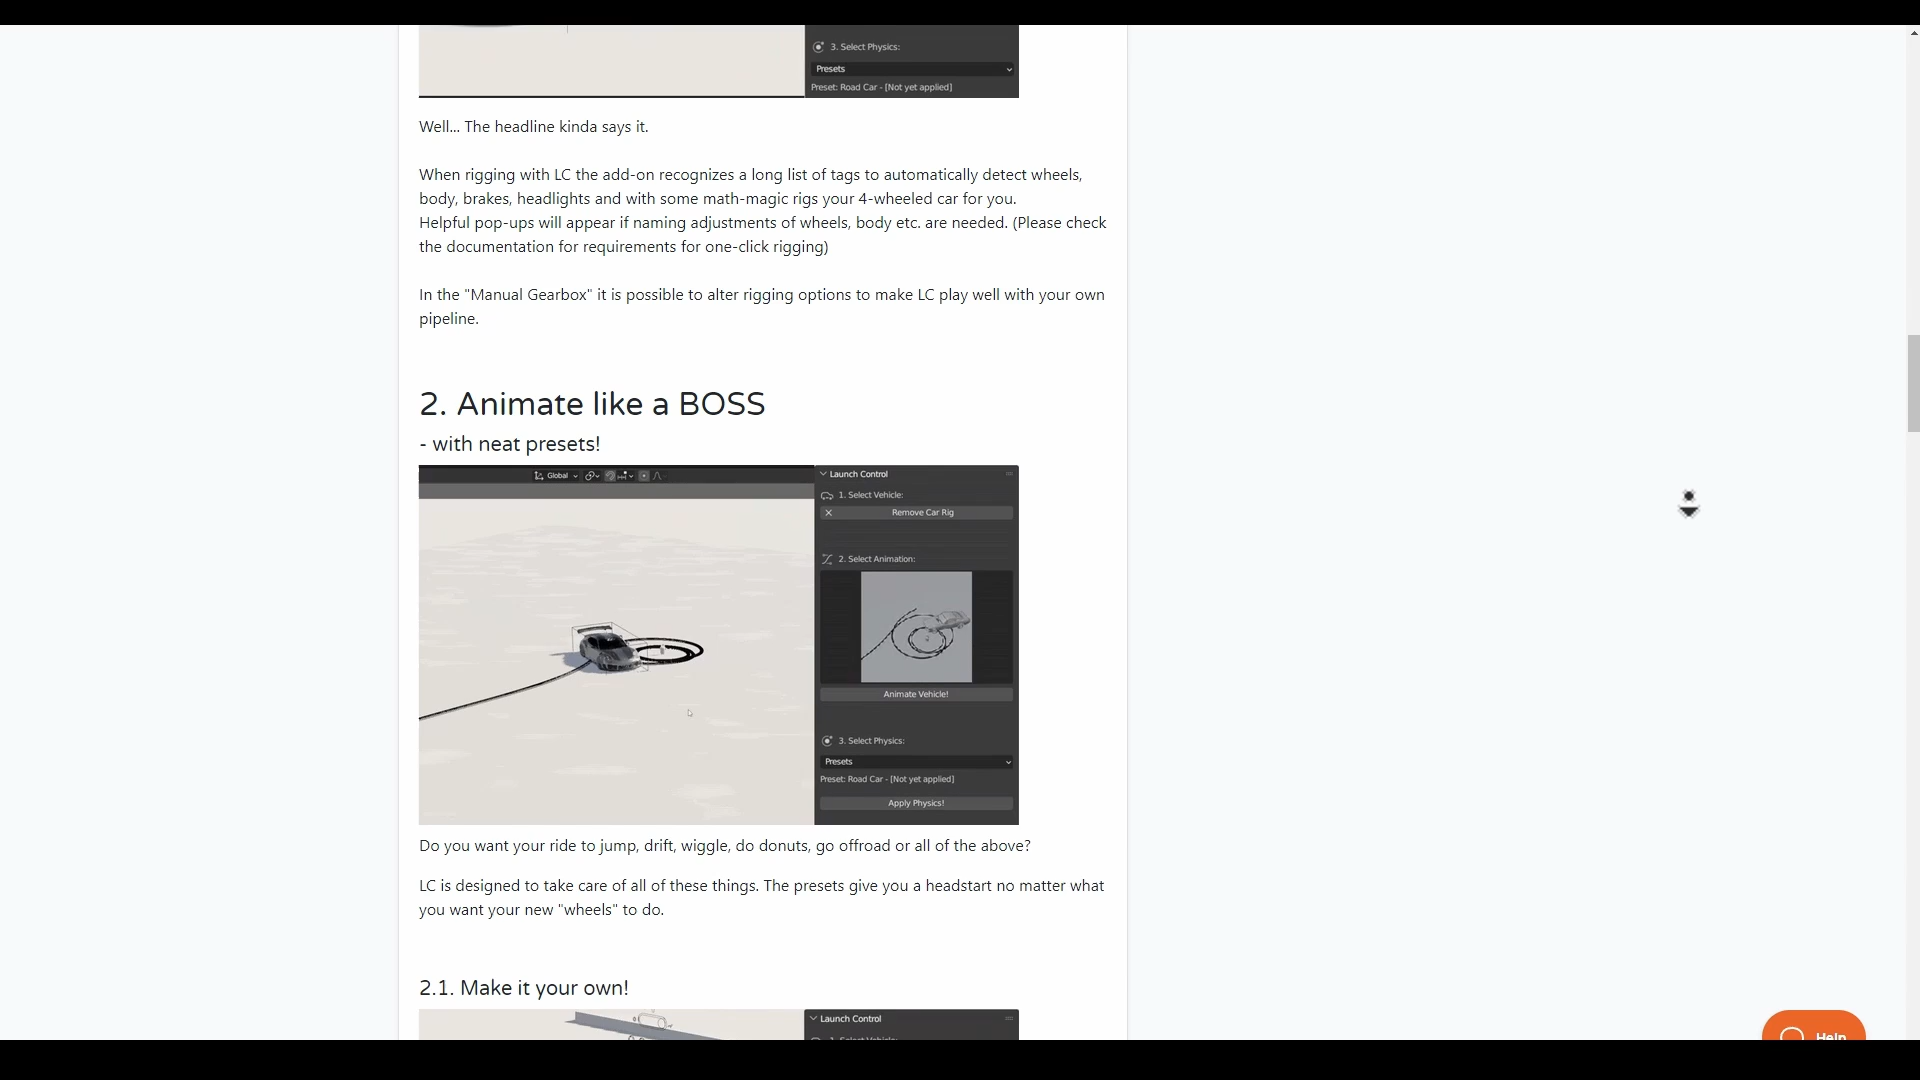 3. Select Physics:
Presets
Preset: Road Car - [Not yet applied]
Well... The headline kinda says it.
When rigging with LC the add-on recognizes a long list of tags to automatically detect wheels,
body, brakes, headlights and with some math-magic rigs your 4-wheeled car for you.
Helpful pop-ups will appear if naming adjustments of wheels, body etc. are needed. (Please check
the documentation for requirements for one-click rigging)
In the "Manual Gearbox" it is possible to alter rigging options to make LC play well with your own
pipeline.
2. Animate like a BOSS
- with neat presets!
Global
Launch Control
1. Select Vehicle:
Remove Car Rig
2. Select Animation:
Animate Vehicle!
3. Select Physics:
Presets
Preset: Road Car - [Not yet applied]
Apply Physics!
Do you want your ride to jump, drift, wiggle, do donuts, go offroad or all of the above?
LC is designed to take care of all of these things. The presets give you a headstart no matter what
you want your new "wheels" to do.
2.1. Make it your own!
Launch Control
1. Select Vehicle:
Help